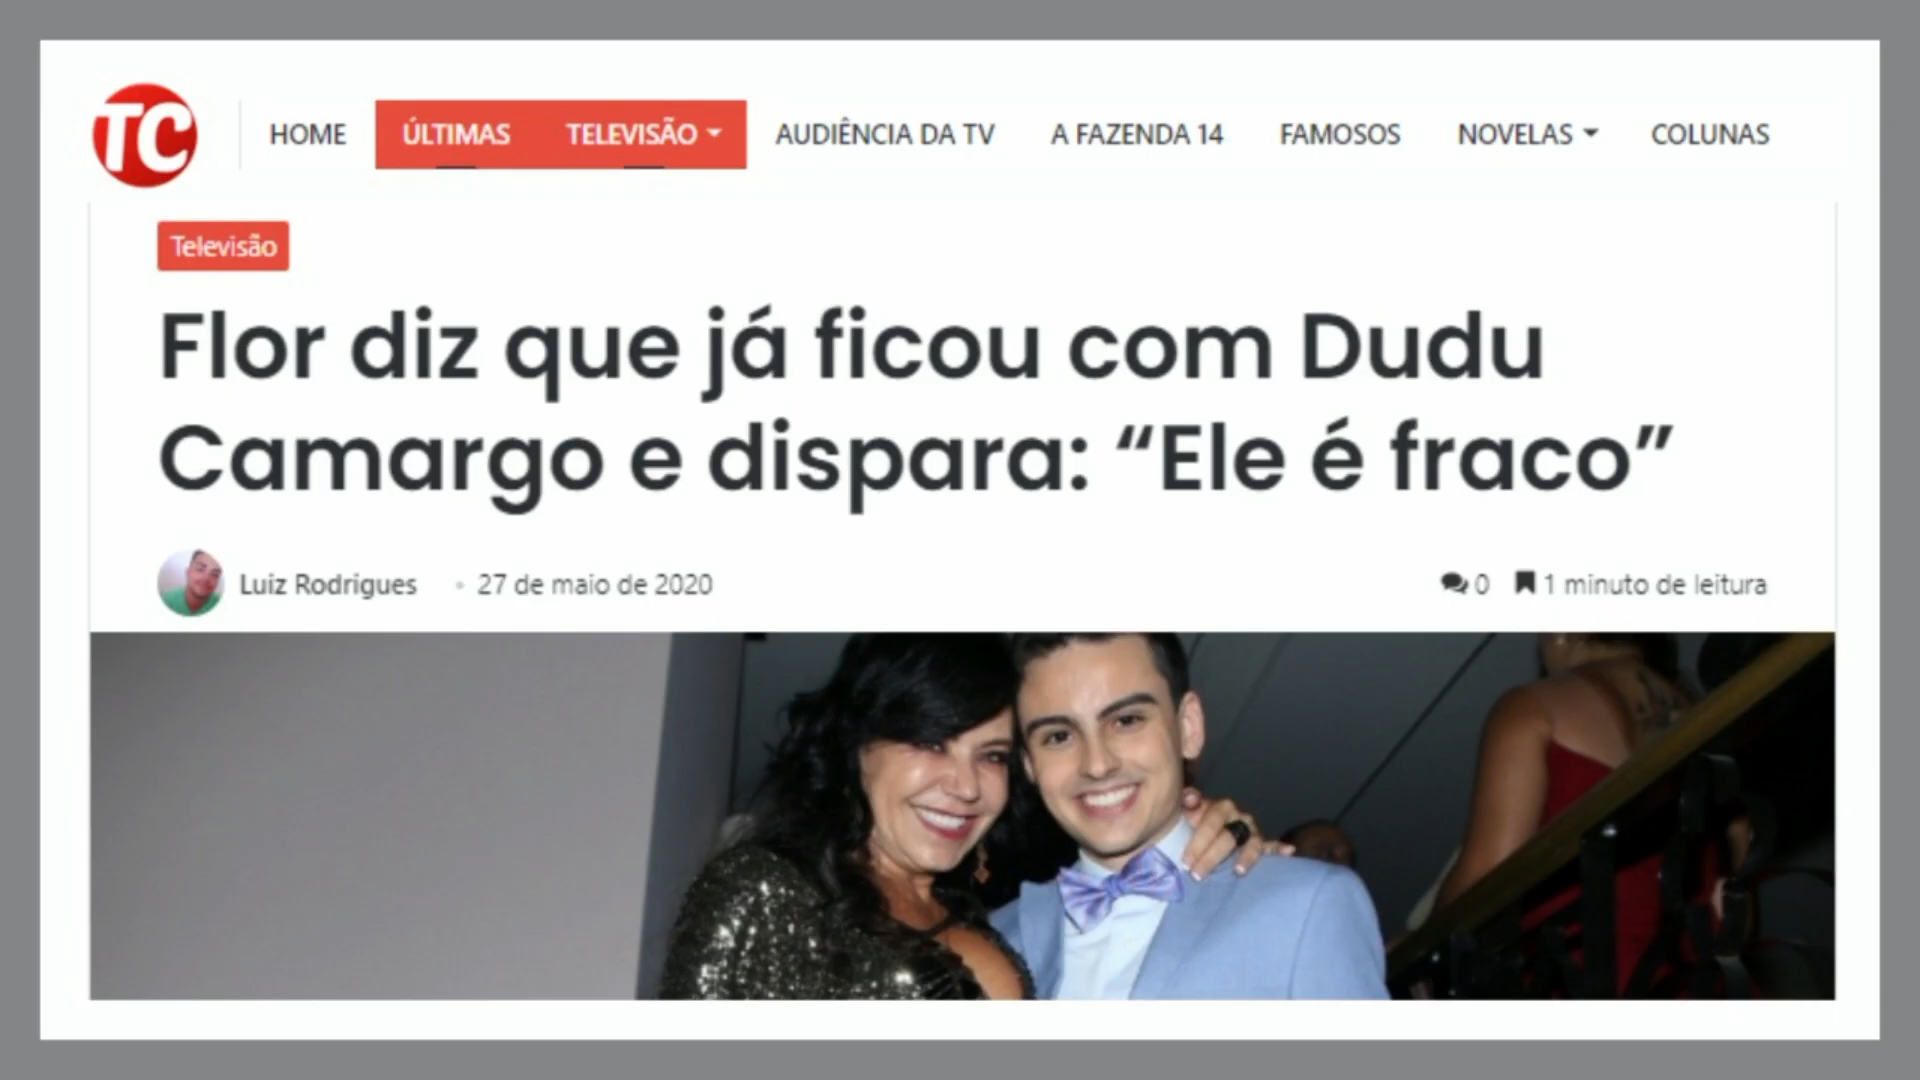 TC
HOME ÚLTIMAS TELEVISÃO AUDIÊNCIA DA TV A FAZENDA 14 FAMOSOS NOVELAS COLUNAS
Televisão
Flor diz que já ficou com Dudu
Camargo e dispara: “Ele é fraco”
Luiz Rodrigues • 27 de maio de 2020 0 1 minuto de leitura